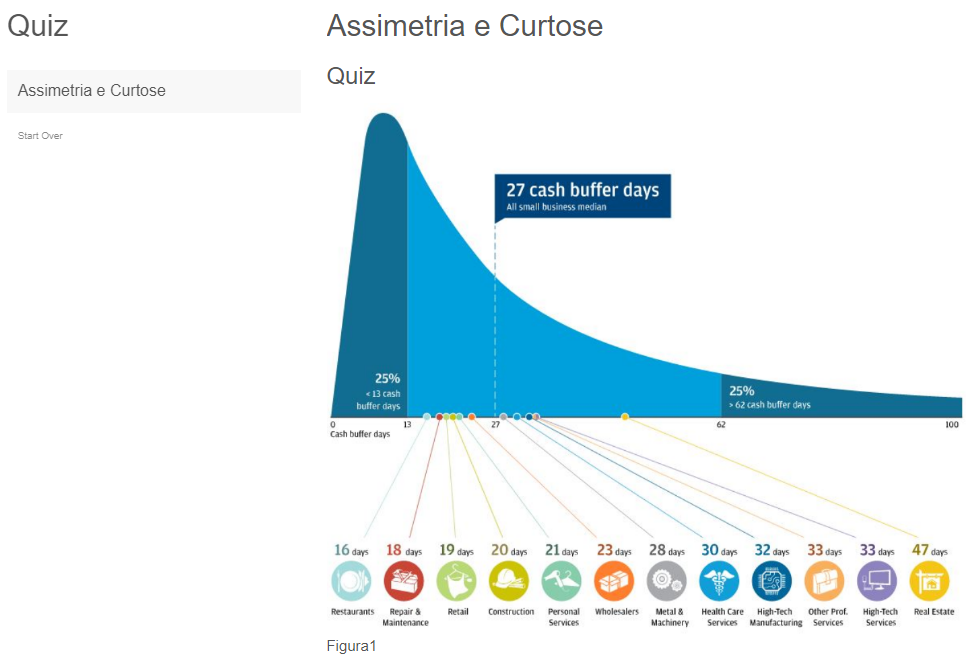 Quiz
Assimetria e Curtose
Start Over
Assimetria e Curtose
Quiz
27 cash buffer days
All small business median
25%
< 13 cash
buffer days
25%
> 62 cash buffer days
0 13 27 62 100
Cash buffer days
16 days 18 days 19 days 20 days 21 days 23 days 28 days 30 days 32 days 33 days 33 days 47 days
Restaurants Repair & Retail Construction Personal Wholesalers Metal & Health Care High-Tech Other Prof. High-Tech Real Estate
Maintenance Services Machinery Services Manufacturing Services Services
Figura1